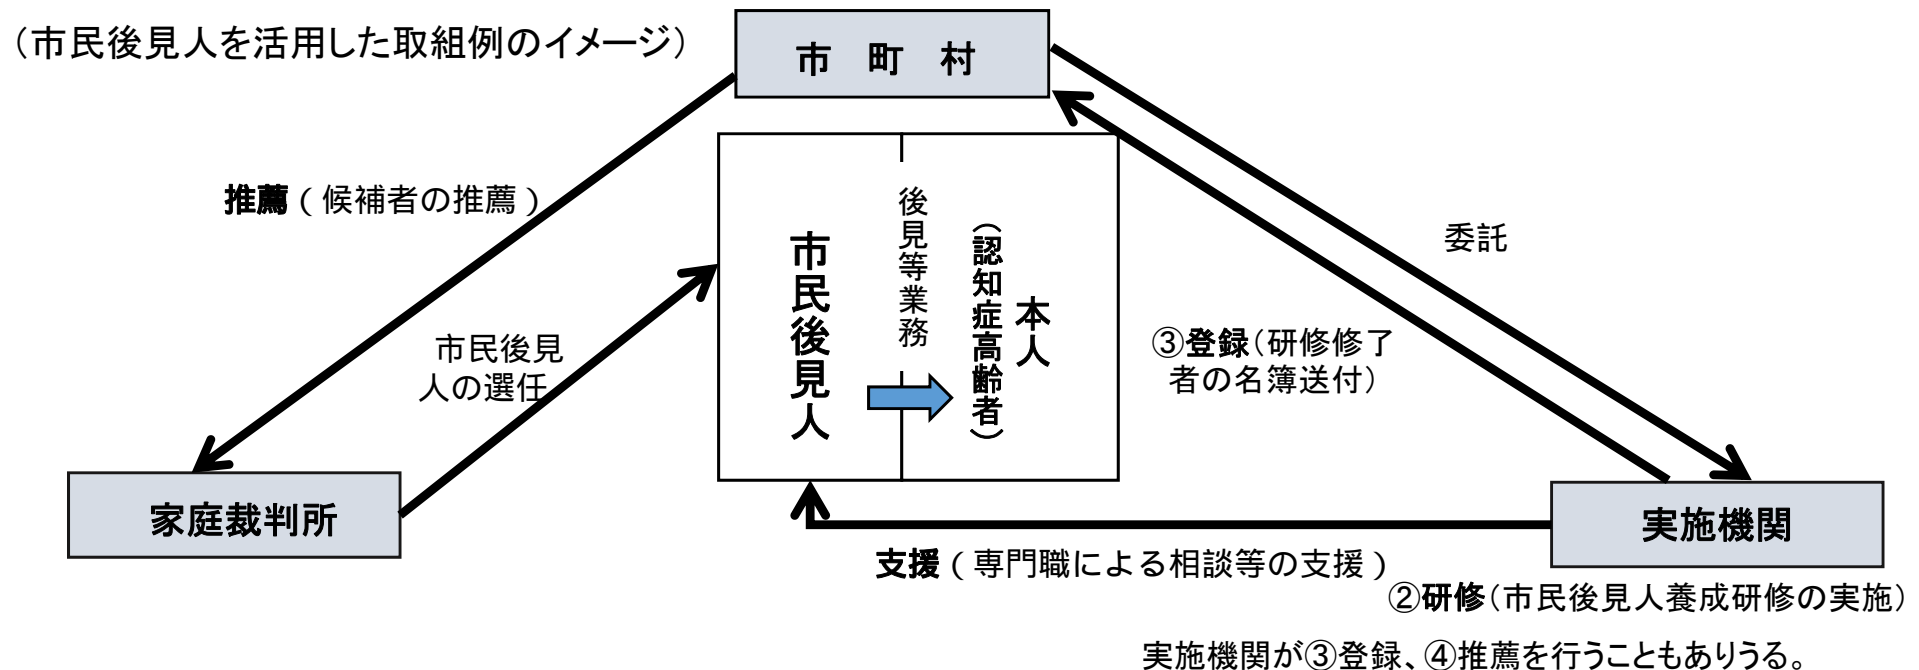 （市民後見人を活用した取組例のイメージ）
市 町 村
推薦（候補者の推薦）
委託
市民後見人
後見等業務
（認知症高齢者）
本人
市民後見
人の選任
③登録（研修修了
者の名簿送付）
家庭裁判所
実施機関
支援（専門職による相談等の支援）
②研修（市民後見人養成研修の実施）
実施機関が③登録、④推薦を行うこともありうる。